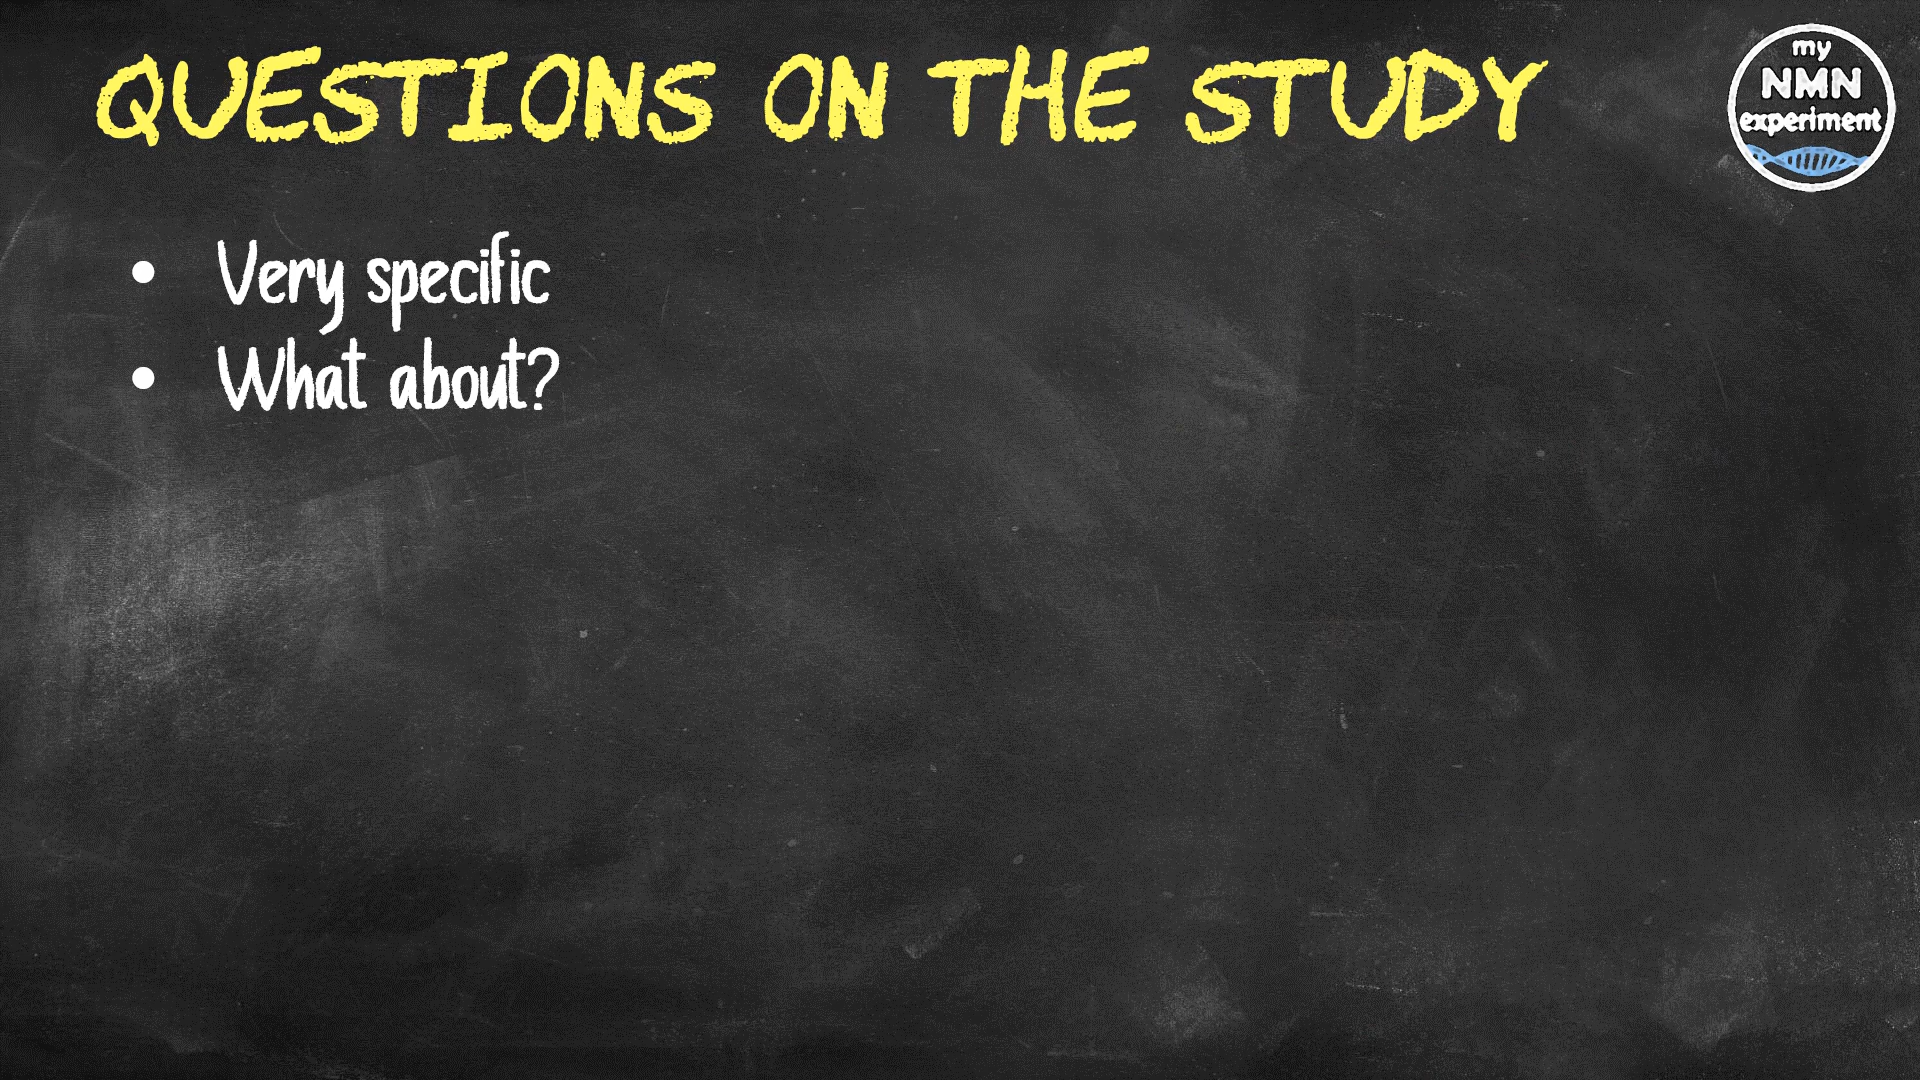 QUESTIONS ON THE STUDY
my
NMN
experiment
• Very specific
• What about?